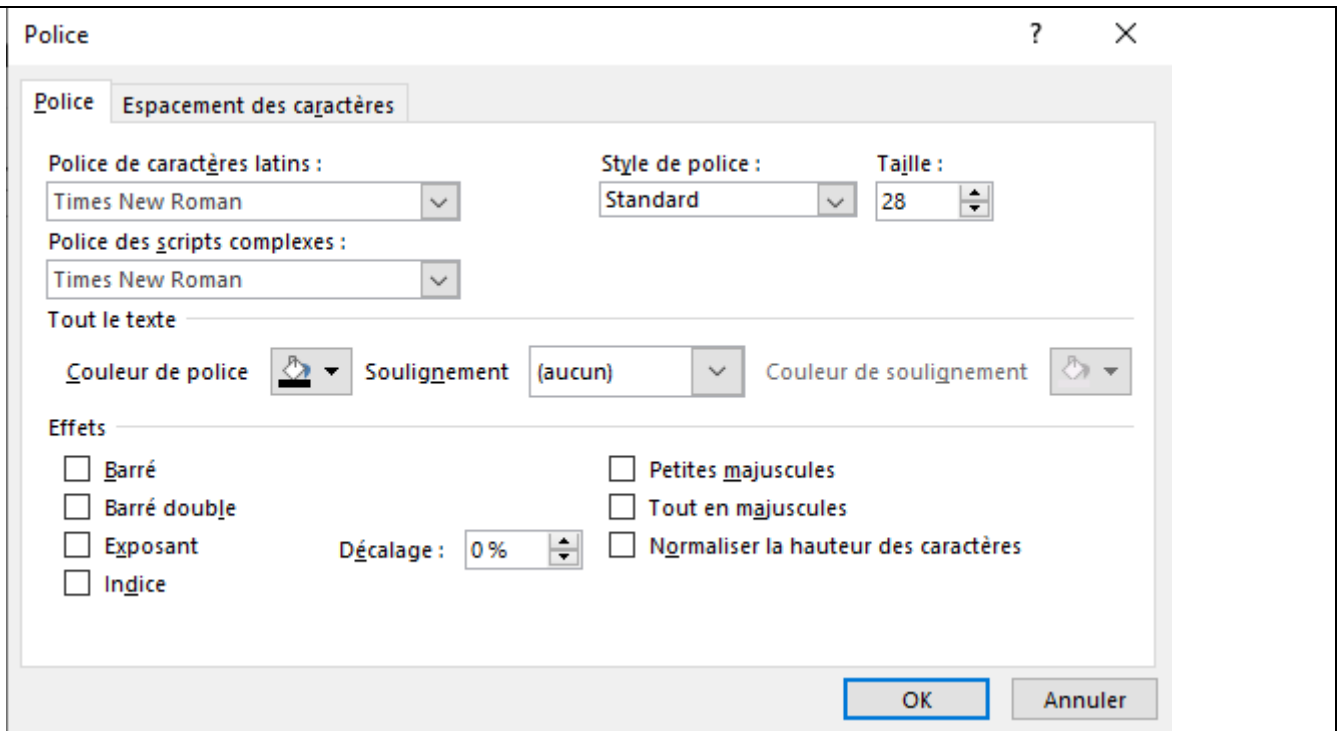 Police ?
Police Espacement des caractères
Police de caractères latins : Style de police : Taille :
Times New Roman Standard 28
Police des scripts complexes :
Times New Roman
Tout le texte
Couleur de police Soulignement (aucun) Couleur de soulignement
Effets
Barré Petites majuscules
Barré double Tout en majuscules
Exposant Décalage : 0 % Normaliser la hauteur des caractères
Indice
OK Annuler